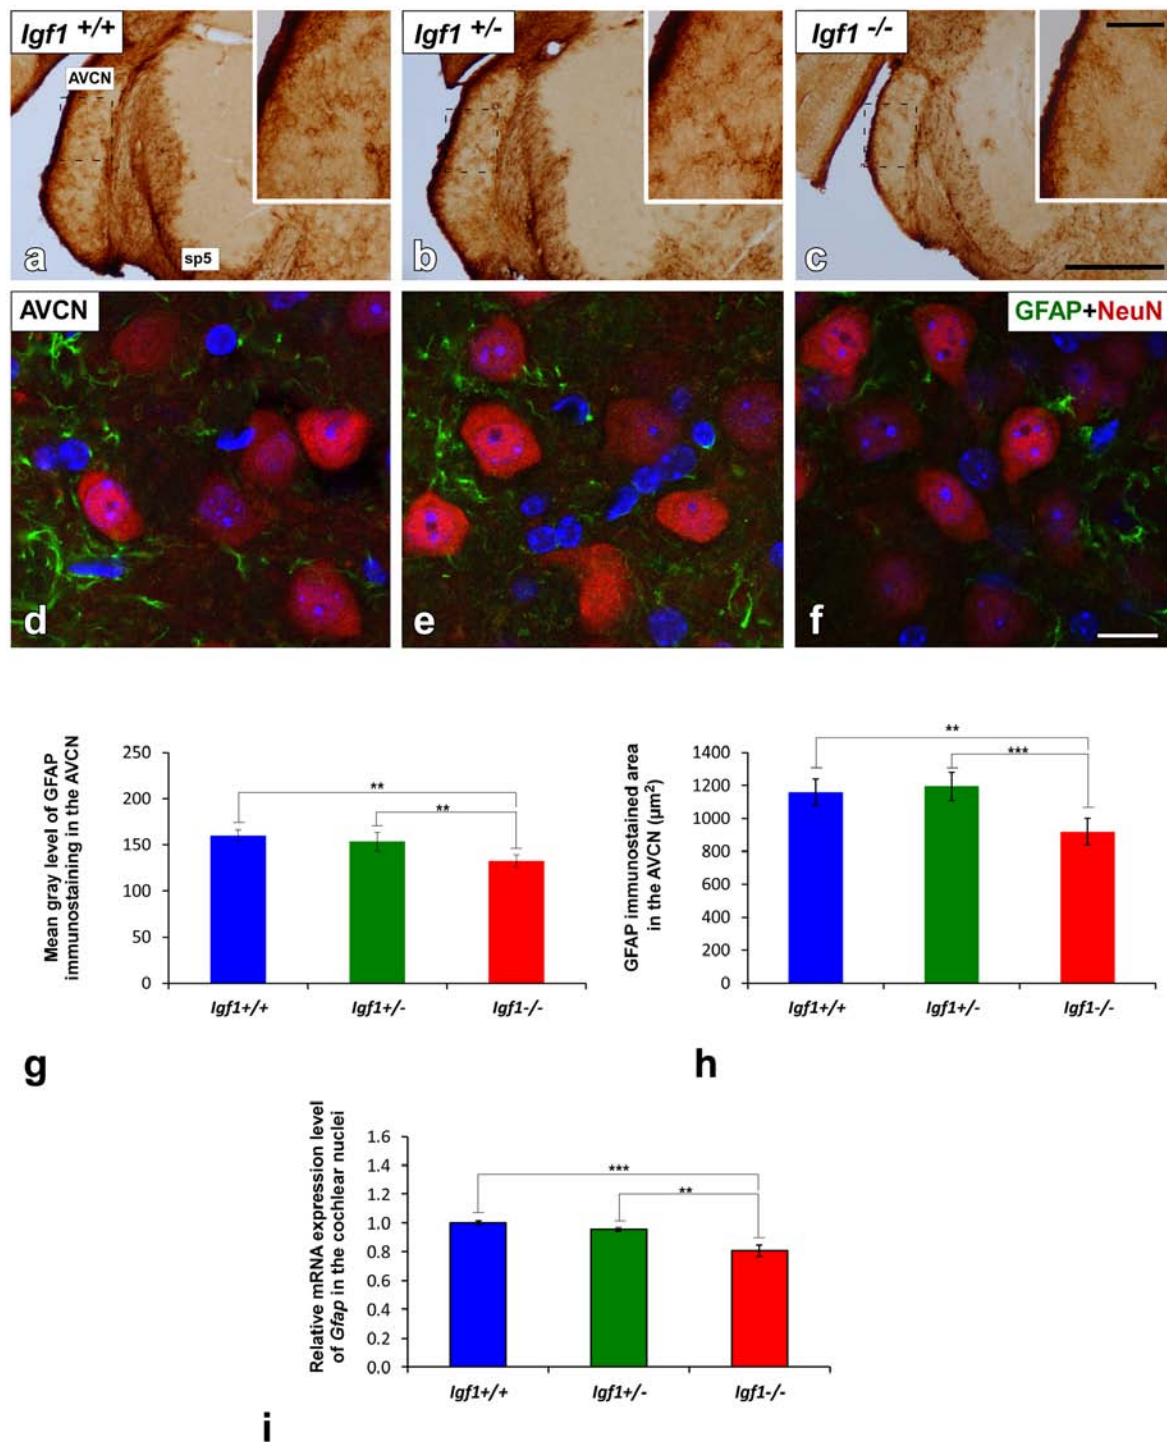 Igf1 +/+
Igf1 +/-
Igf1 -/-
AVCN
sp5
a
b
c
AVCN
GFAP+NeuN
d
e
f
Mean gray level of GFAP
immunostaining in the AVCN
250
200
150
100
50
0
**
**
Igf1+/+
Igf1+/-
Igf1-/-
g
GFAP immunostained area
in the AVCN (µm²)
1400
1200
1000
800
600
400
200
0
**
***
Igf1+/+
Igf1+/-
Igf1-/-
h
Relative mRNA expression level
of Gfap in the cochlear nuclei
1.6
1.4
1.2
1.0
0.8
0.6
0.4
0.2
0.0
***
**
Igf1+/+
Igf1+/-
Igf1-/-
i